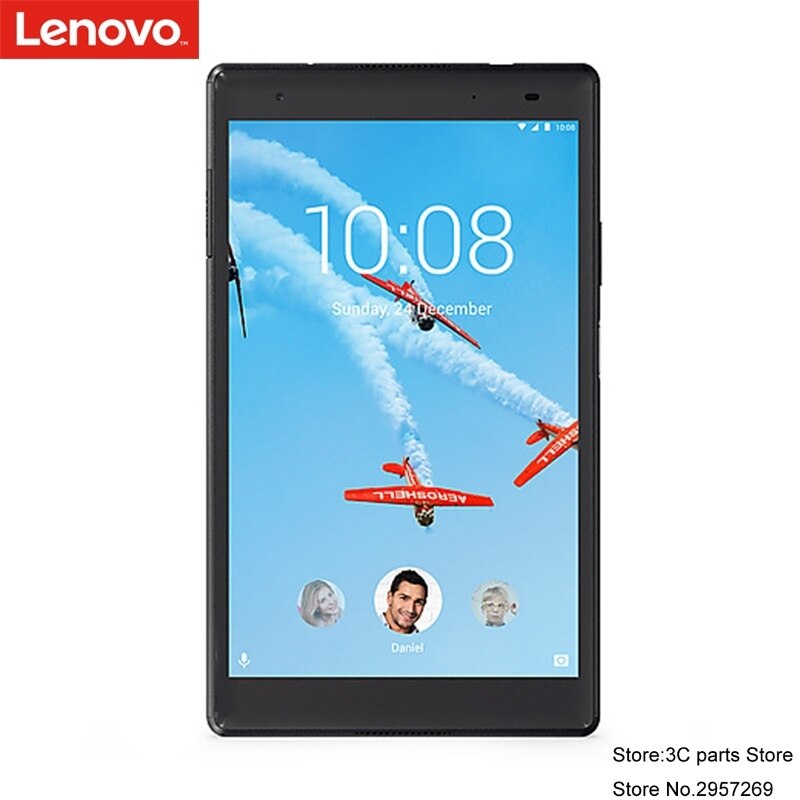 Lenovo
10:08
10:08
Sunday, 24 December
AEROSHELL
AEROSHELL
Daniel
Store:3C parts Store
Store No.2957269